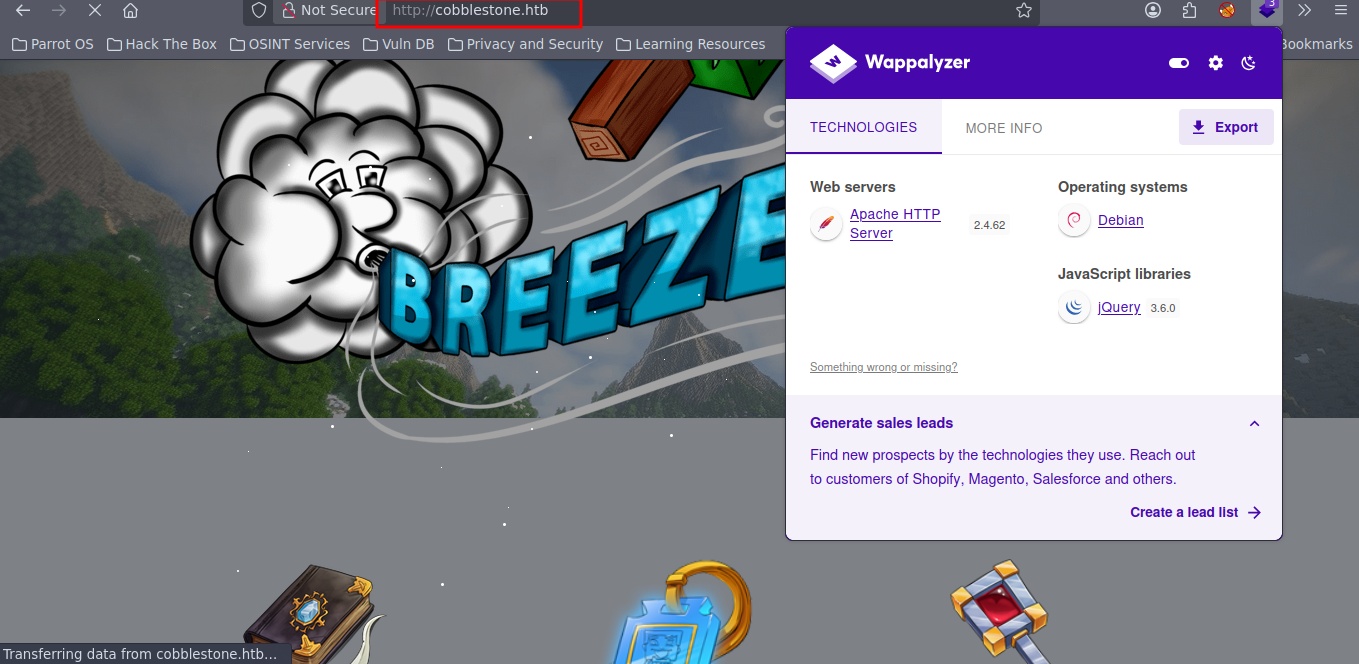 Not Secure
http://cobblestone.htb
3
Parrot OS
Hack The Box
OSINT Services
Vuln DB
Privacy and Security
Learning Resources
Bookmarks
W
Wappalyzer
TECHNOLOGIES
MORE INFO
Export
Web servers
Apache HTTP
Server
2.4.62
Operating systems
Debian
JavaScript libraries
jQuery 3.6.0
Something wrong or missing?
BREEZE
Generate sales leads
Find new prospects by the technologies they use. Reach out
to customers of Shopify, Magento, Salesforce and others.
Create a lead list
Transferring data from cobblestone.htb...